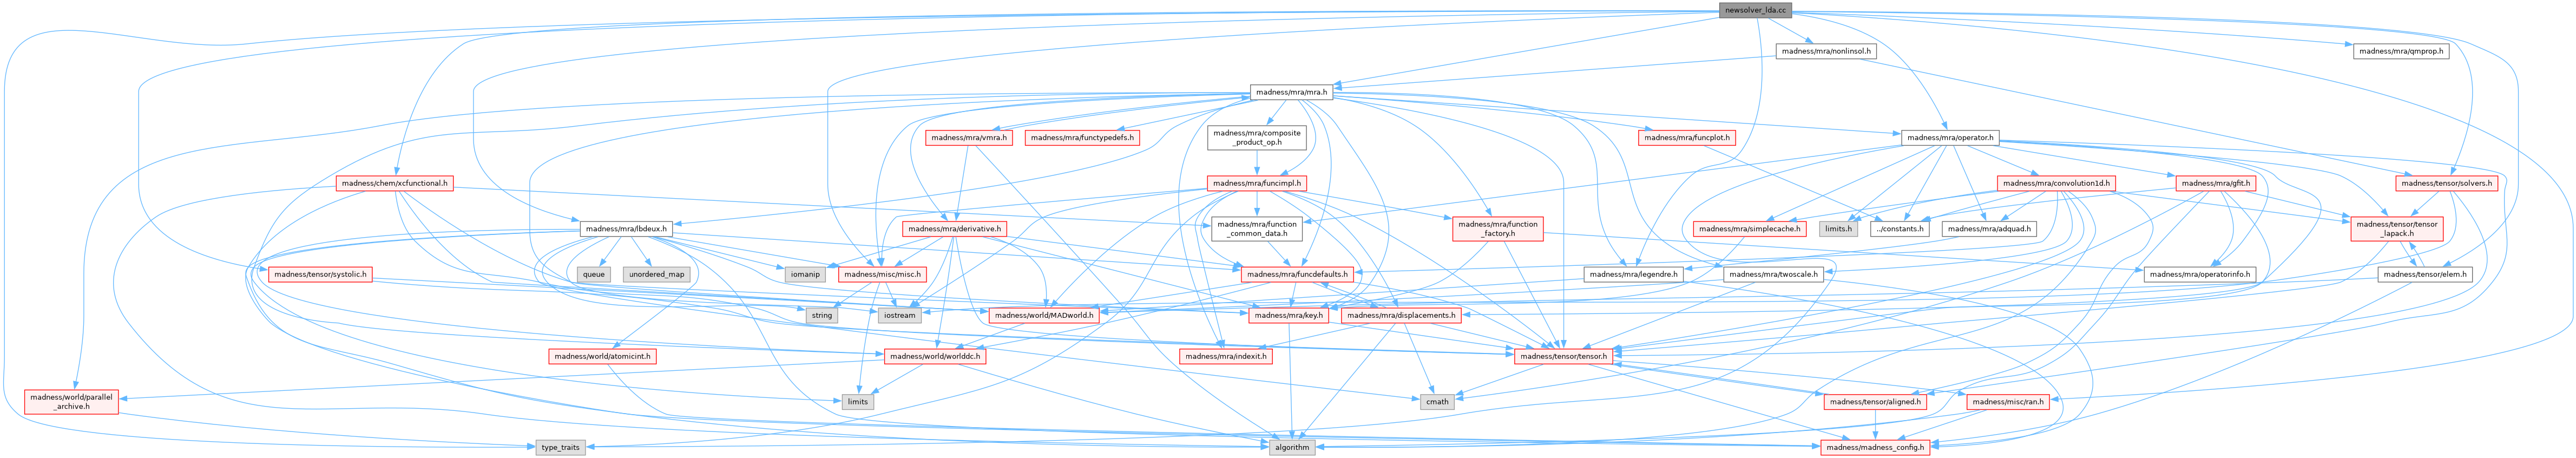 newsolver_lda.cc
madness/mra/nonlinsol.h
madness/mra/qmprop.h
madness/mra/mra.h
madness/mra/vmra.h
madness/mra/functypedefs.h
madness/mra/composite
_product_op.h
madness/mra/funcplot.h
madness/mra/operator.h
madness/chem/xcfunctional.h
madness/mra/funcimpl.h
madness/mra/convolution1d.h
madness/mra/gfit.h
madness/tensor/solvers.h
madness/mra/lbdeux.h
madness/mra/derivative.h
madness/mra/function
_common_data.h
madness/mra/function
_factory.h
madness/mra/simplecache.h
limits.h
../constants.h
madness/mra/adquad.h
madness/tensor/tensor
_lapack.h
madness/tensor/systolic.h
queue
unordered_map
iomanip
madness/misc/misc.h
madness/mra/funcdefaults.h
madness/mra/legendre.h
madness/mra/twoscale.h
madness/mra/operatorinfo.h
madness/tensor/elem.h
string
iostream
madness/world/MADworld.h
madness/mra/key.h
madness/mra/displacements.h
madness/world/atomicint.h
madness/world/worlddc.h
madness/mra/indexit.h
madness/tensor/tensor.h
madness/world/parallel
_archive.h
limits
cmath
madness/tensor/aligned.h
madness/misc/ran.h
type_traits
algorithm
madness/madness_config.h